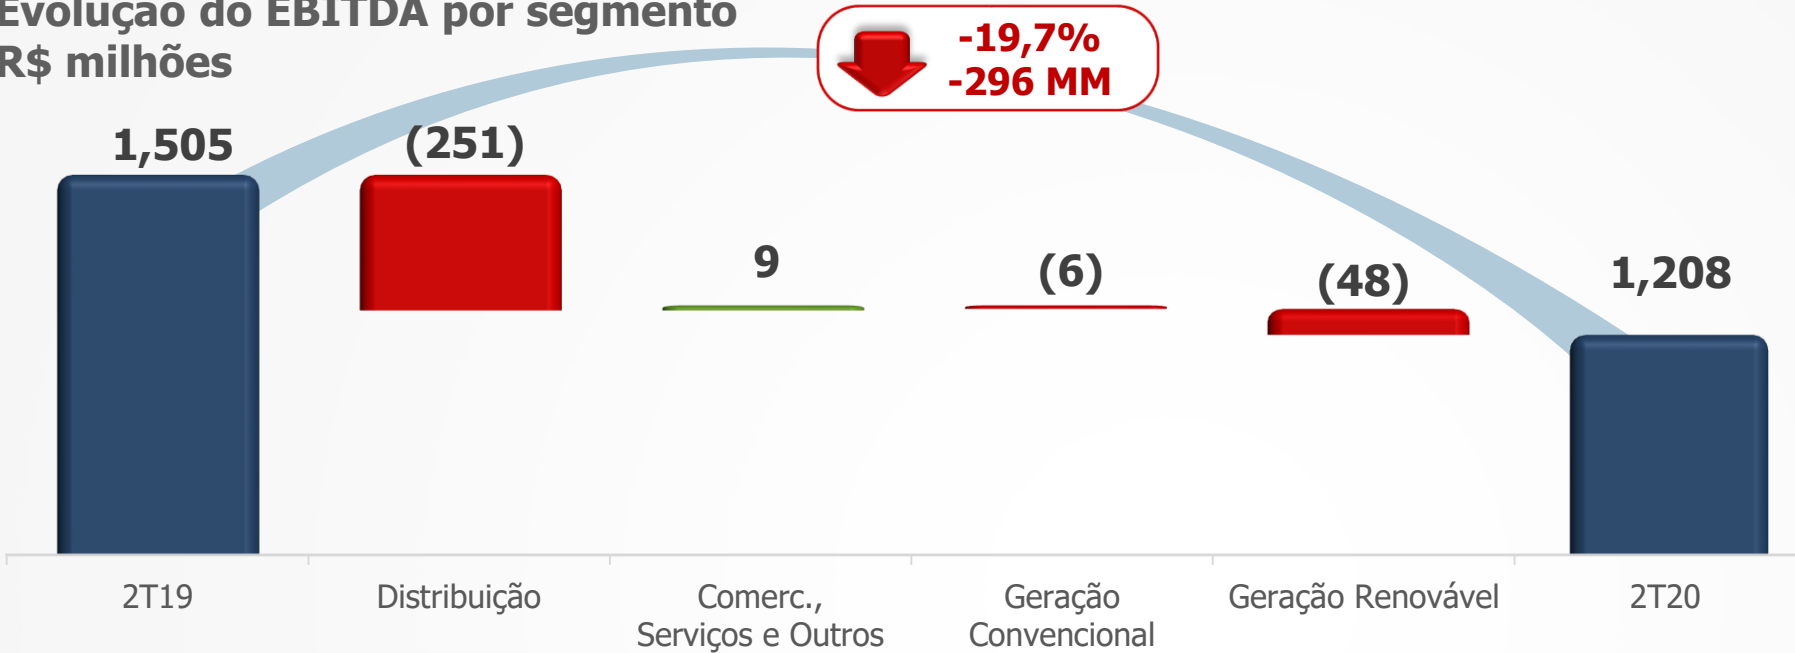 Evolução do EBITDA por segmento
R$ milhões
-19,7%
-296 MM
1,505
(251)
9
(6)
(48)
1,208
2T19
Distribuição
Comerc.,
Serviços e Outros
Geração
Convencional
Geração Renovável
2T20